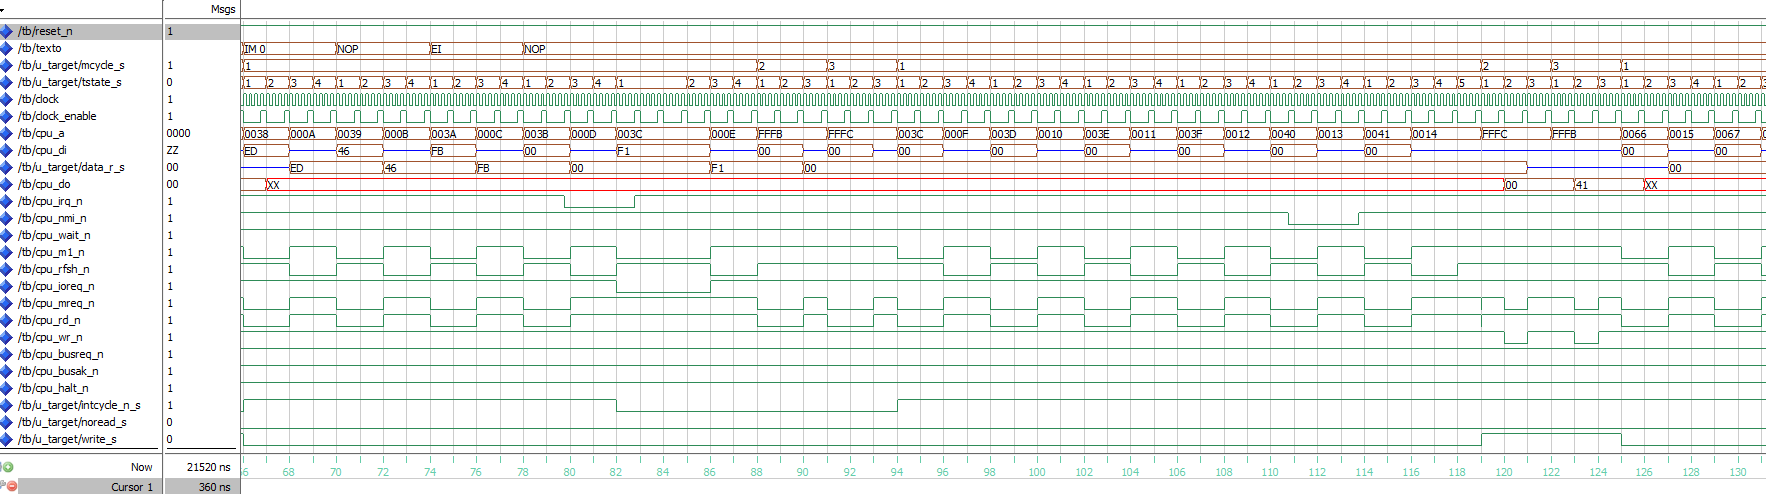 Msgs
/tb/reset_n 1
/tb/texto IM 0 NOP EI NOP
/tb/u_target/mcycle_s 1 1 2 3 1 2 3 1
/tb/u_target/tstate_s 0 1 2 3 4 1 2 3 4 1 2 3 4 1 2 3 4 1 2 3 4 1 2 3 1 2 3 1 2 3 4 1 2 3 4 1 2 3 4 1 2 3 4 1 2 3 4 1 2 3 4 5 1 2 3 1 2 3 1 2 3 4 1 2 3
/tb/clock 1
/tb/clock_enable 1
/tb/cpu_a 0000 0038 000A 0039 000B 003A 000C 003B 000D 003C 000E FFFB FFFC 003C 000F 003D 0010 003E 0011 003F 0012 0040 0013 0041 0014 FFFC FFFB 0066 0015 0067
/tb/cpu_di ZZ ED 46 FB 00 F1 00 00 00 00 00 00 00 00 00 00
/tb/u_target/data_r_s 00 ED 46 FB 00 F1 00 00
/tb/cpu_do 00 XX 00 41 XX
/tb/cpu_irq_n 1
/tb/cpu_nmi_n 1
/tb/cpu_wait_n 1
/tb/cpu_m1_n 1
/tb/cpu_rfsh_n 1
/tb/cpu_ioreq_n 1
/tb/cpu_mreq_n 1
/tb/cpu_rd_n 1
/tb/cpu_wr_n 1
/tb/cpu_busreq_n 1
/tb/cpu_busak_n 1
/tb/cpu_halt_n 1
/tb/u_target/intcycle_n_s 1
/tb/u_target/noread_s 0
/tb/u_target/write_s 0
Now 21520 ns 68 70 72 74 76 78 80 82 84 86 88 90 92 94 96 98 100 102 104 106 108 110 112 114 116 118 120 122 124 126 128 130
Cursor 1 360 ns